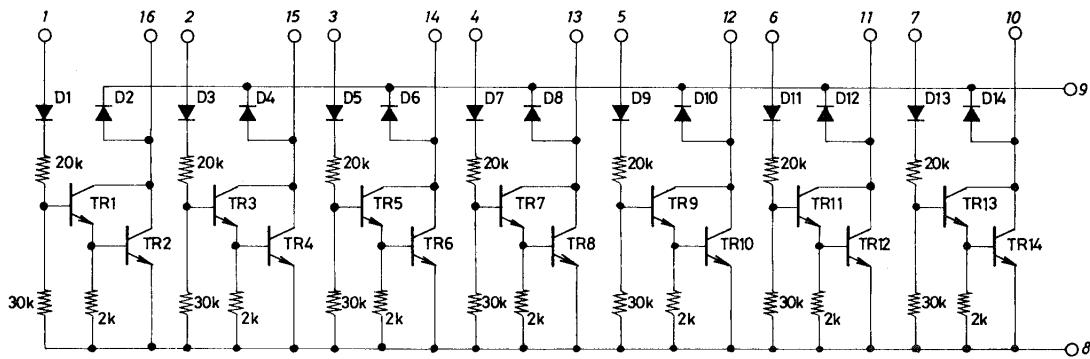 1 16 2 15 3 14 4 13 5 12 6 11 7 10
9
D1 D2 D3 D4 D5 D6 D7 D8 D9 D10 D11 D12 D13 D14
20k 20k 20k 20k 20k 20k 20k
TR1 TR3 TR5 TR7 TR9 TR11 TR13
TR2 TR4 TR6 TR8 TR10 TR12 TR14
30k 2k 30k 2k 30k 2k 30k 2k 30k 2k 30k 2k 30k 2k
8